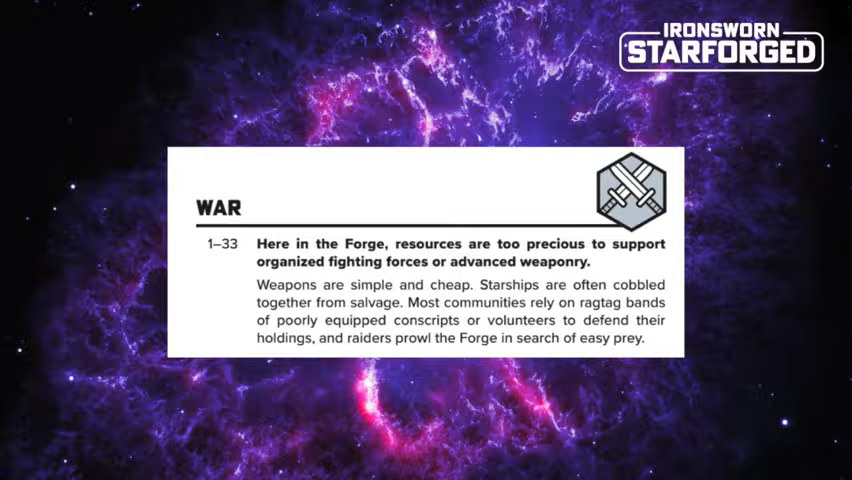 IRONSWORN
STARFORGED
WAR
1–33 Here in the Forge, resources are too precious to support
organized fighting forces or advanced weaponry.
Weapons are simple and cheap. Starships are often cobbled
together from salvage. Most communities rely on ragtag bands
of poorly equipped conscripts or volunteers to defend their
holdings, and raiders prowl the Forge in search of easy prey.